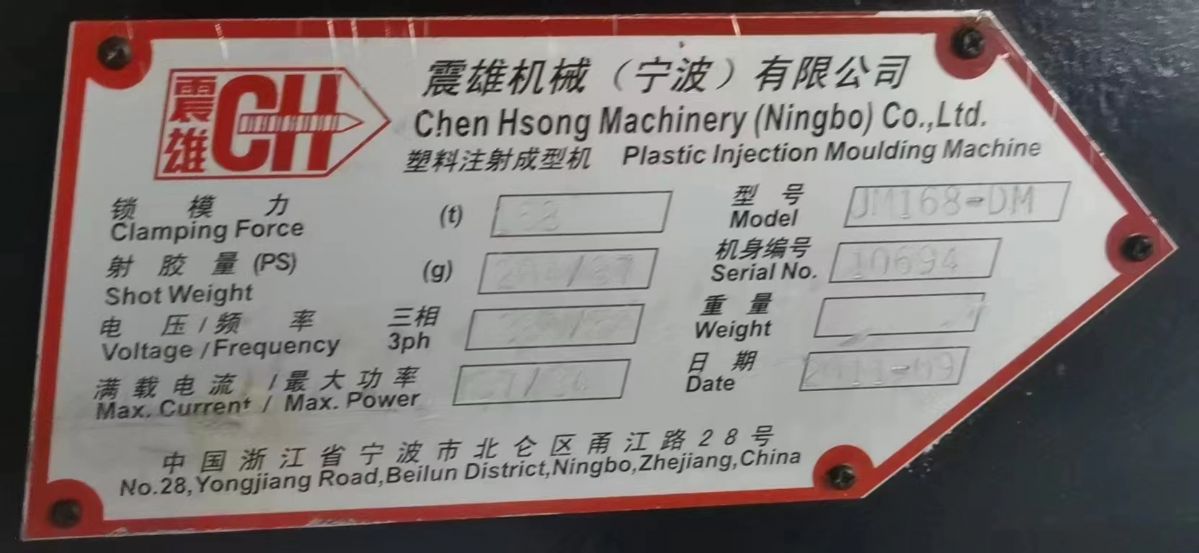 震雄 CH
震雄机械（宁波）有限公司
Chen Hsong Machinery (Ningbo) Co.,Ltd.
塑料注射成型机 Plastic Injection Moulding Machine
锁模力 (t)
Clamping Force
型号 JM168-DM
Model
射胶量 (PS) (g)
Shot Weight
机身编号 10694
Serial No.
电压/频率 三相
Voltage/Frequency 3ph
重量
Weight
满载电流/最大功率
Max. Current / Max. Power
日期 2011-09
Date
中国浙江省宁波市北仑区甬江路28号
No.28,Yongjiang Road,Beilun District,Ningbo,Zhejiang,China